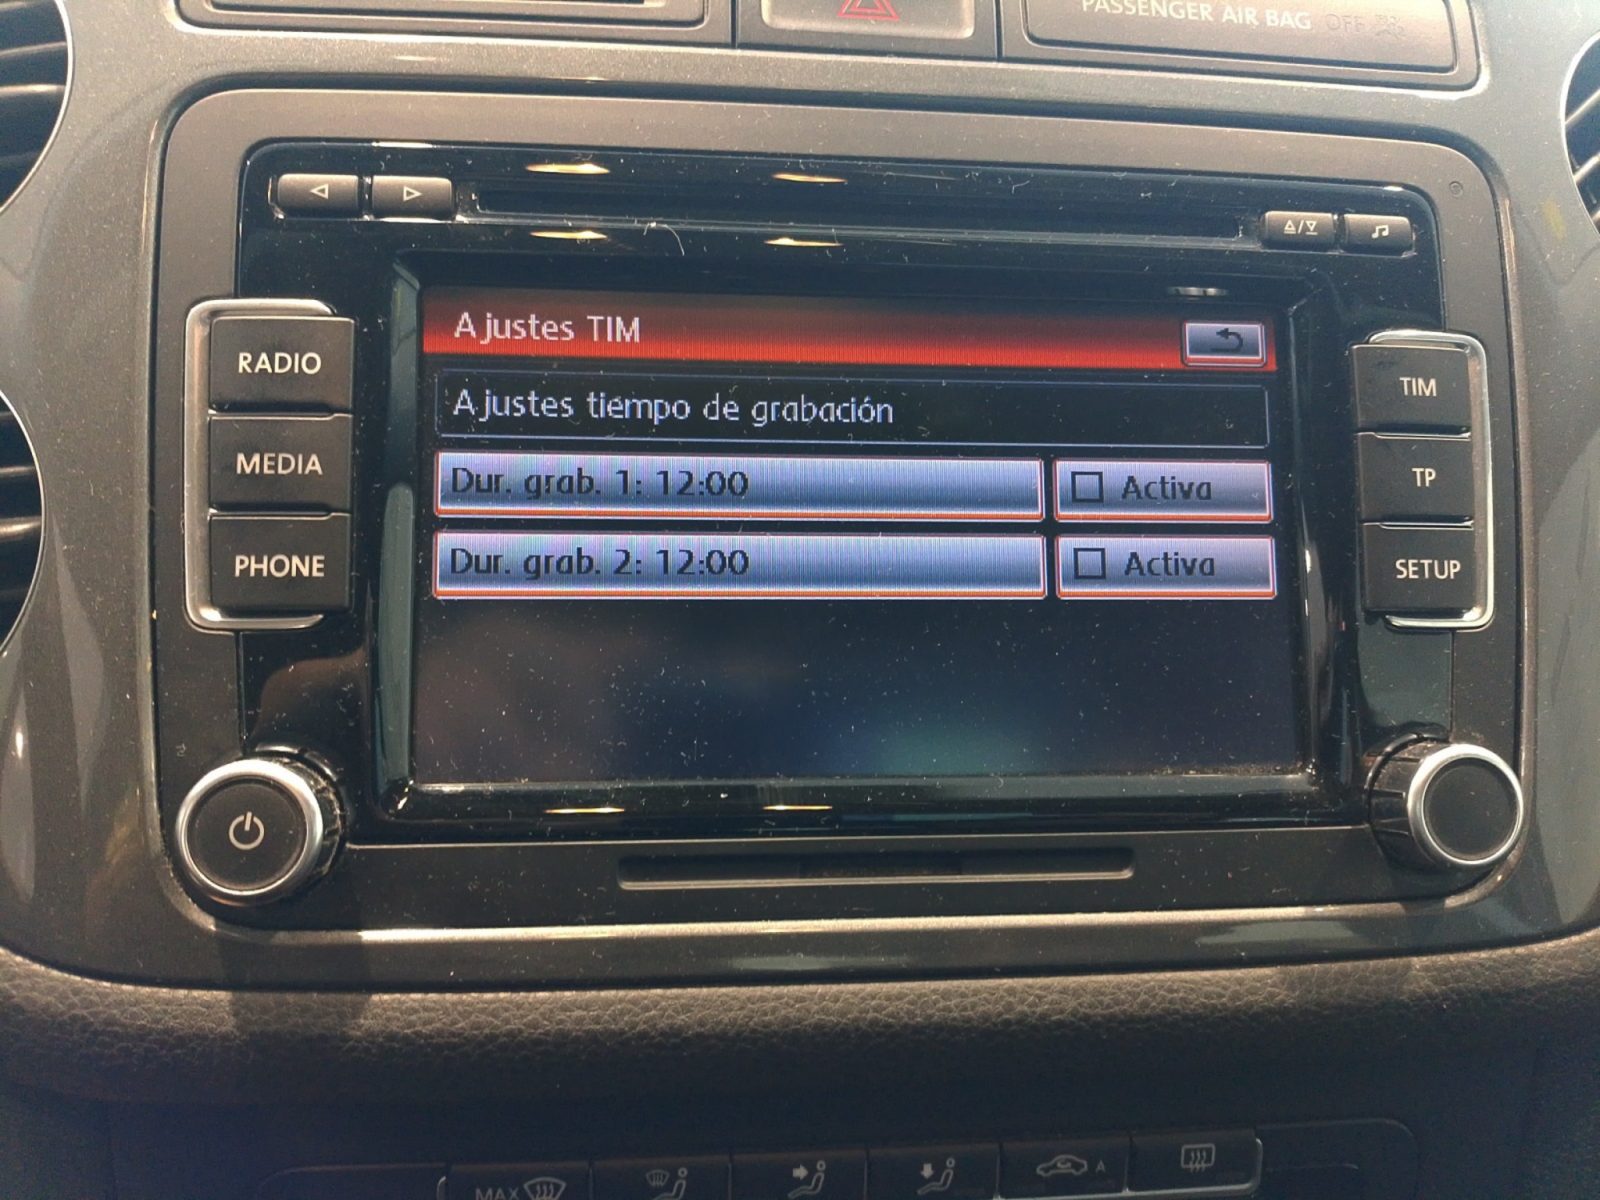 PASSENGER AIR BAG OFF
RADIO
MEDIA
PHONE
Ajustes TIM
Ajustes tiempo de grabación
Dur. grab. 1: 12:00
Activa
Dur. grab. 2: 12:00
Activa
TIM
TP
SETUP
MAX
A